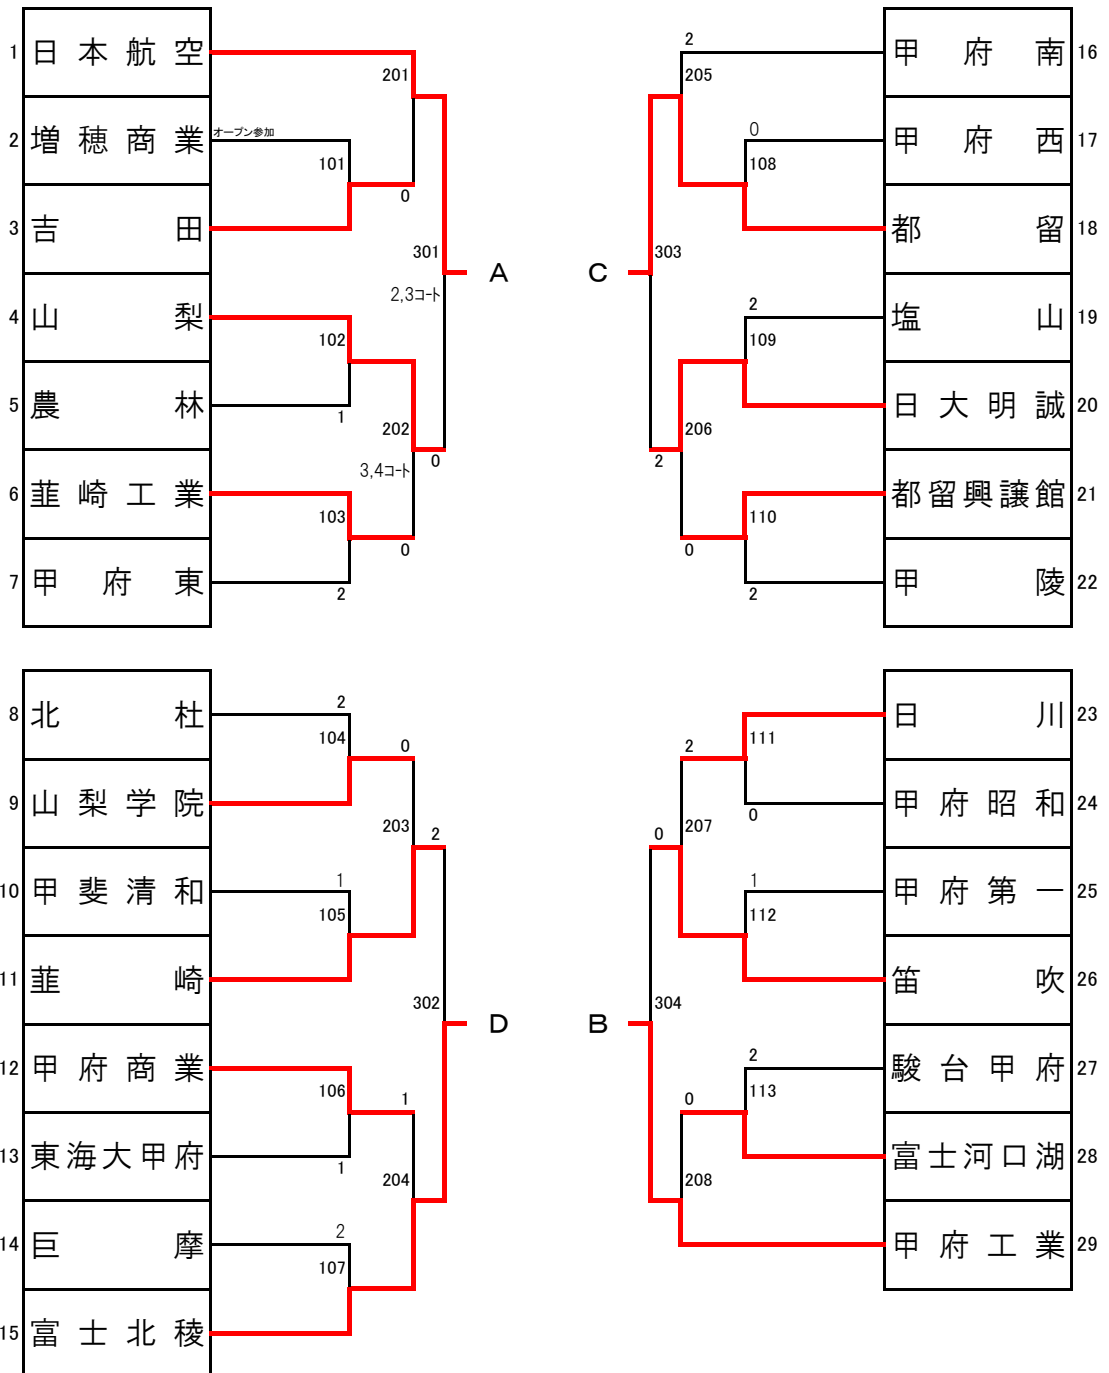 1 日本航空
201
2 増穂商業 オープン参加
101
0
3 吉田
301 A
2,3コート
4 山梨
102
5 農林
1
202
3,4コート
0
6 韮崎工業
103
0
7 甲府東
2
2
甲府南 16
205
0
甲府西 17
108
都留 18
C 303
2
塩山 19
109
日大明誠 20
206
2
都留興譲館 21
110
0
甲陵 22
2
8 北杜
2
104
0
9 山梨学院
203
2
10 甲斐清和
1
105
11 韮崎
302 D
12 甲府商業
106
1
13 東海大甲府
1
204
14 巨摩
2
107
15 富士北稜
日川 23
111
2
甲府昭和 24
0
207
0
甲府第一 25
1
112
笛吹 26
B 304
駿台甲府 27
2
113
0
富士河口湖 28
208
甲府工業 29